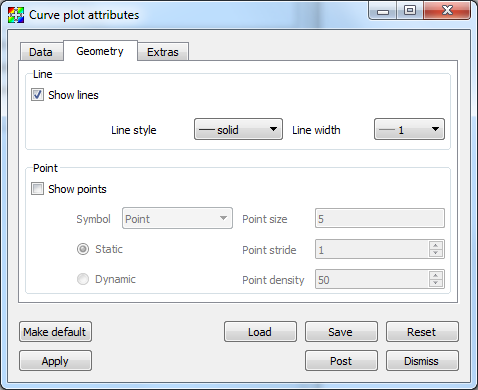 Curve plot attributes
Data Geometry Extras
Line
Show lines
Line style solid Line width 1
Point
Show points
Symbol Point Point size 5
Static Point stride 1
Dynamic Point density 50
Make default Load Save Reset
Apply Post Dismiss